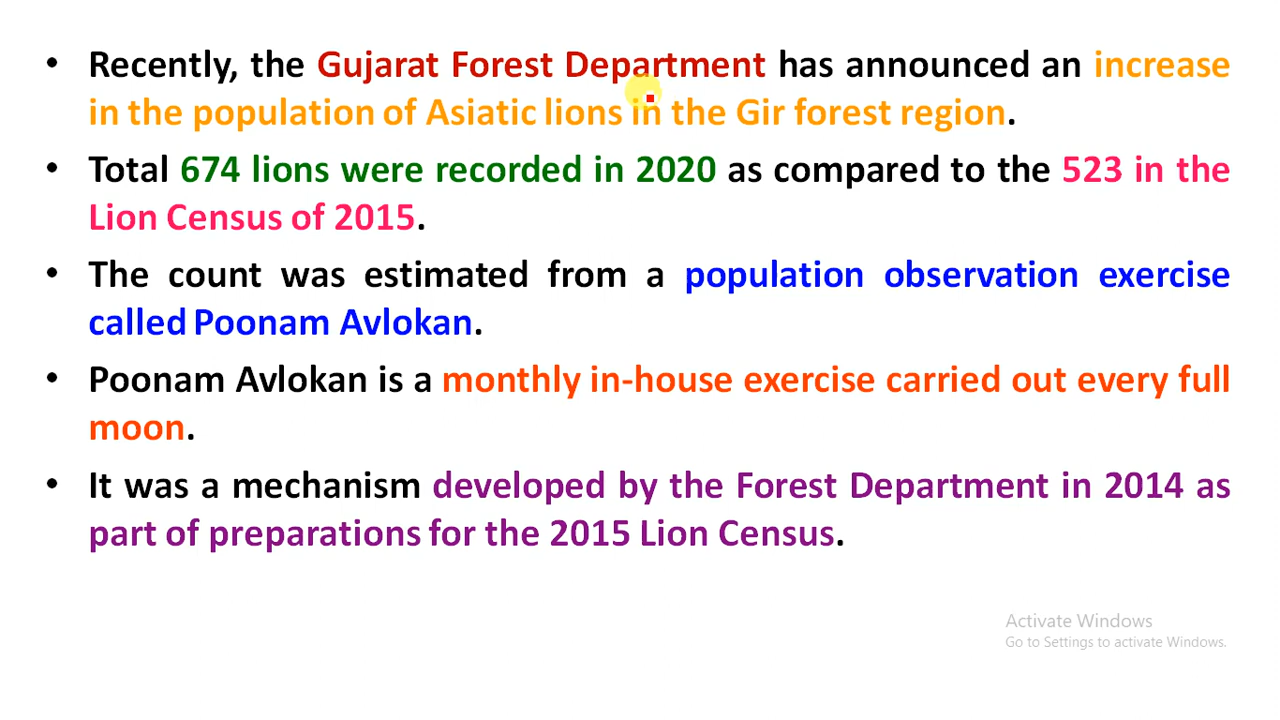 • Recently, the Gujarat Forest Department has announced an increase
in the population of Asiatic lions in the Gir forest region.
• Total 674 lions were recorded in 2020 as compared to the 523 in the
Lion Census of 2015.
• The count was estimated from a population observation exercise
called Poonam Avlokan.
• Poonam Avlokan is a monthly in-house exercise carried out every full
moon.
• It was a mechanism developed by the Forest Department in 2014 as
part of preparations for the 2015 Lion Census.
Activate Windows
Go to Settings to activate Windows.